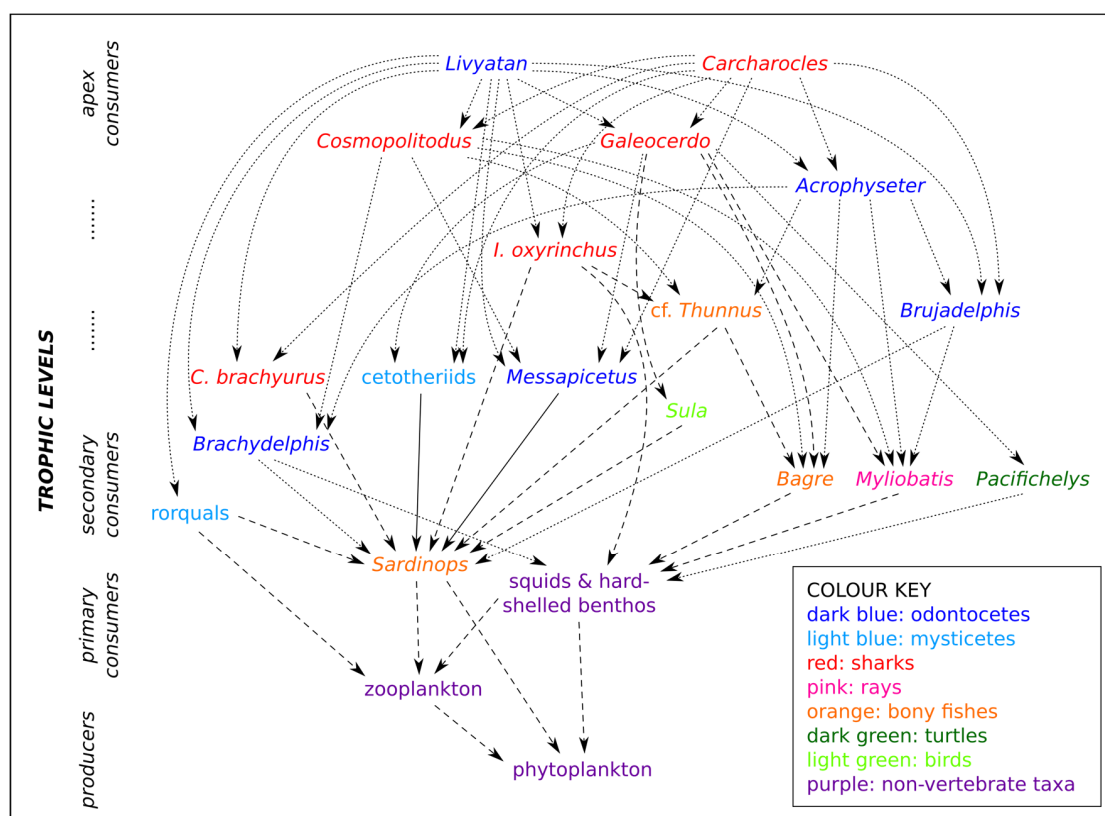 apex
consumers
.......
.......
TROPHIC LEVELS
secondary
consumers
primary
consumers
producers
Livyatan
Carcharocles
Cosmopolitodus
Galeocerdo
Acrophyseter
I. oxyrinchus
cf. Thunnus
Brujadelphis
C. brachyurus
cetotheriids
Messapicetus
Sula
Brachydelphis
Bagre
Myliobatis
Pacifichelys
rorquals
Sardinops
squids & hard-
shelled benthos
zooplankton
phytoplankton
COLOUR KEY
dark blue: odontocetes
light blue: mysticetes
red: sharks
pink: rays
orange: bony fishes
dark green: turtles
light green: birds
purple: non-vertebrate taxa